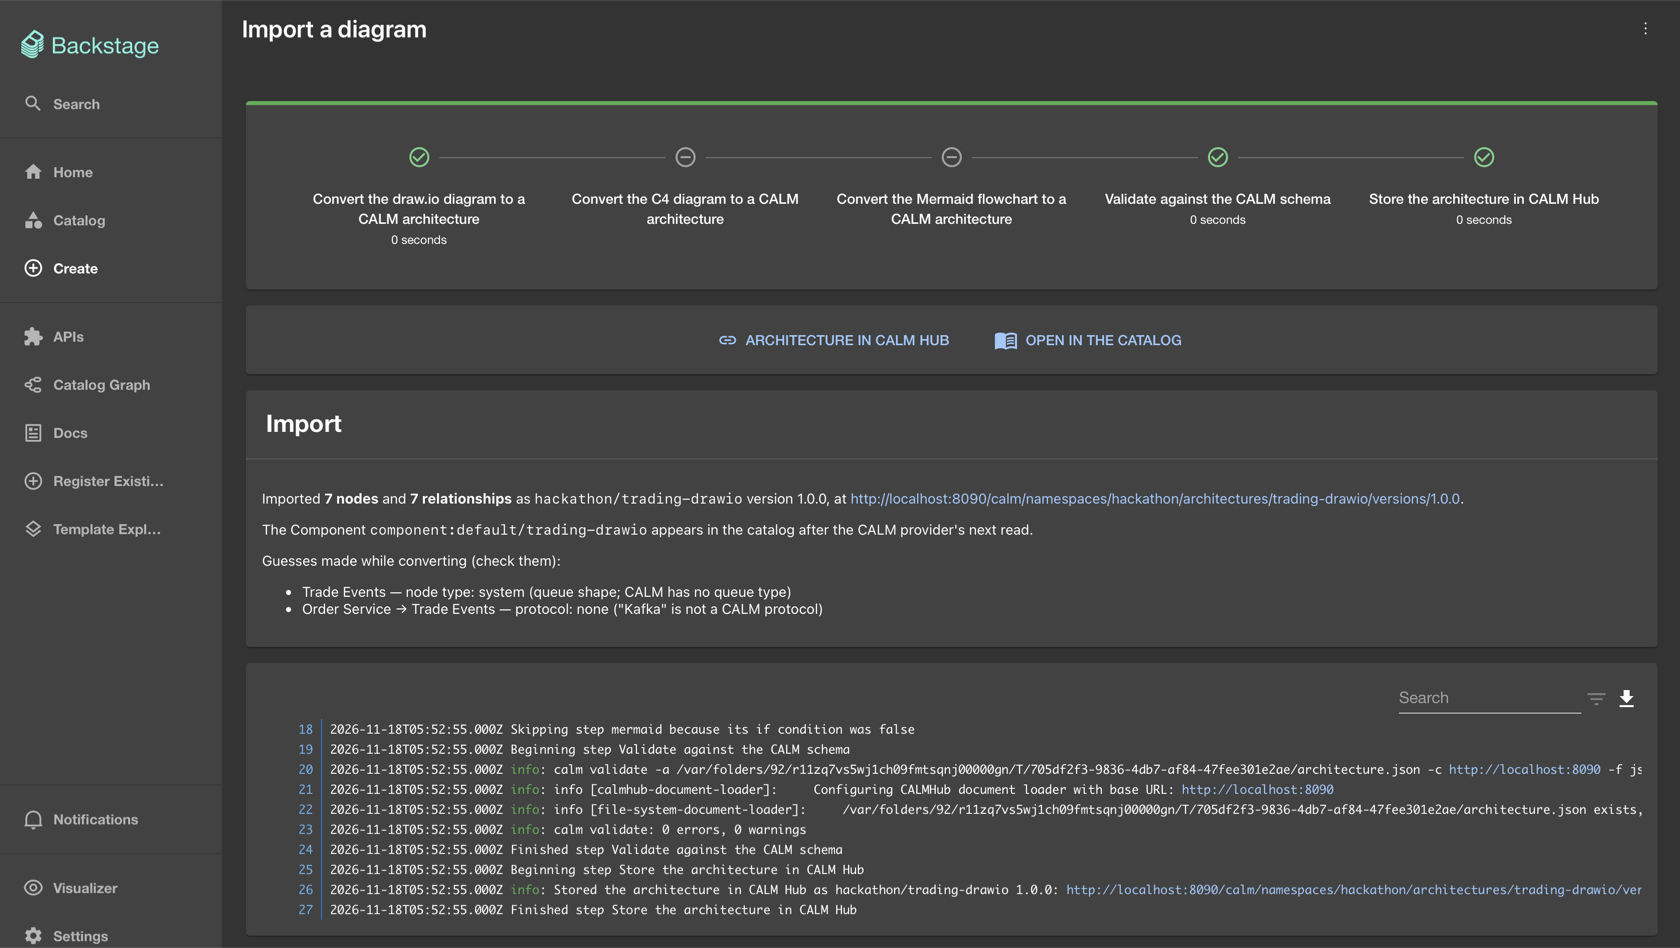 Backstage
Search
Home
Catalog
Create
APIs
Catalog Graph
Docs
Register Existi...
Template Expl...
Notifications
Visualizer
Settings
Import a diagram
Convert the draw.io diagram to a
CALM architecture
0 seconds
Convert the C4 diagram to a CALM
architecture
Convert the Mermaid flowchart to a
CALM architecture
Validate against the CALM schema
0 seconds
Store the architecture in CALM Hub
0 seconds
ARCHITECTURE IN CALM HUB
OPEN IN THE CATALOG
Import
Imported 7 nodes and 7 relationships as hackathon/trading-drawio version 1.0.0, at http://localhost:8090/calm/namespaces/hackathon/architectures/trading-drawio/versions/1.0.0.
The Component component:default/trading-drawio appears in the catalog after the CALM provider's next read.
Guesses made while converting (check them):
• Trade Events — node type: system (queue shape; CALM has no queue type)
• Order Service → Trade Events — protocol: none ("Kafka" is not a CALM protocol)
Search
18 2026-11-18T05:52:55.000Z Skipping step mermaid because its if condition was false
19 2026-11-18T05:52:55.000Z Beginning step Validate against the CALM schema
20 2026-11-18T05:52:55.000Z info: calm validate -a /var/folders/92/r11zq7vs5wj1ch09fmtsqnj00000gn/T/705df2f3-9836-4db7-af84-47fee301e2ae/architecture.json -c http://localhost:8090 -f js
21 2026-11-18T05:52:55.000Z info: info [calmhub-document-loader]: Configuring CALMHub document loader with base URL: http://localhost:8090
22 2026-11-18T05:52:55.000Z info: info [file-system-document-loader]: /var/folders/92/r11zq7vs5wj1ch09fmtsqnj00000gn/T/705df2f3-9836-4db7-af84-47fee301e2ae/architecture.json exists,
23 2026-11-18T05:52:55.000Z info: calm validate: 0 errors, 0 warnings
24 2026-11-18T05:52:55.000Z Finished step Validate against the CALM schema
25 2026-11-18T05:52:55.000Z Beginning step Store the architecture in CALM Hub
26 2026-11-18T05:52:55.000Z info: Stored the architecture in CALM Hub as hackathon/trading-drawio 1.0.0: http://localhost:8090/calm/namespaces/hackathon/architectures/trading-drawio/ver
27 2026-11-18T05:52:55.000Z Finished step Store the architecture in CALM Hub